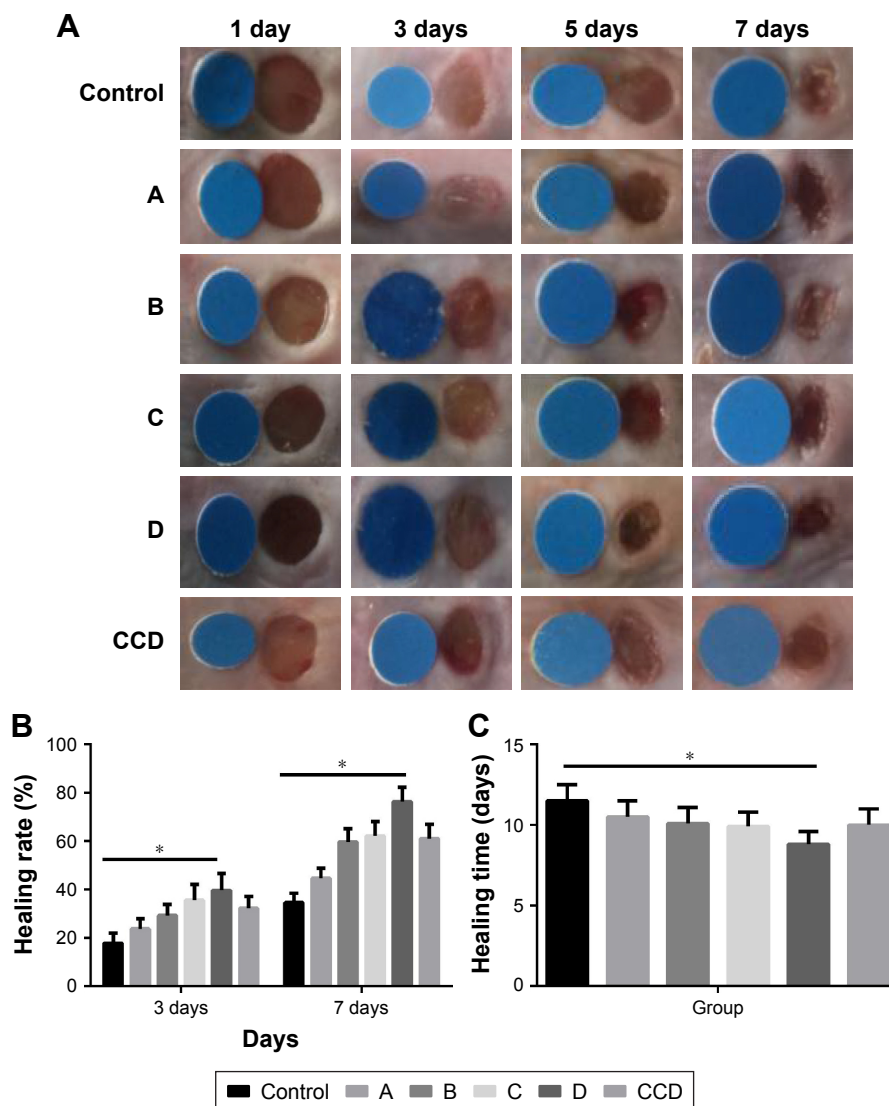 A
1 day 3 days 5 days 7 days
Control
A
B
C
D
CCD
B
100
80
60
40
20
0
Healing rate (%)
*
*
3 days 7 days
Days
C
15
10
5
0
Healing time (days)
*
Group
Control A B C D CCD